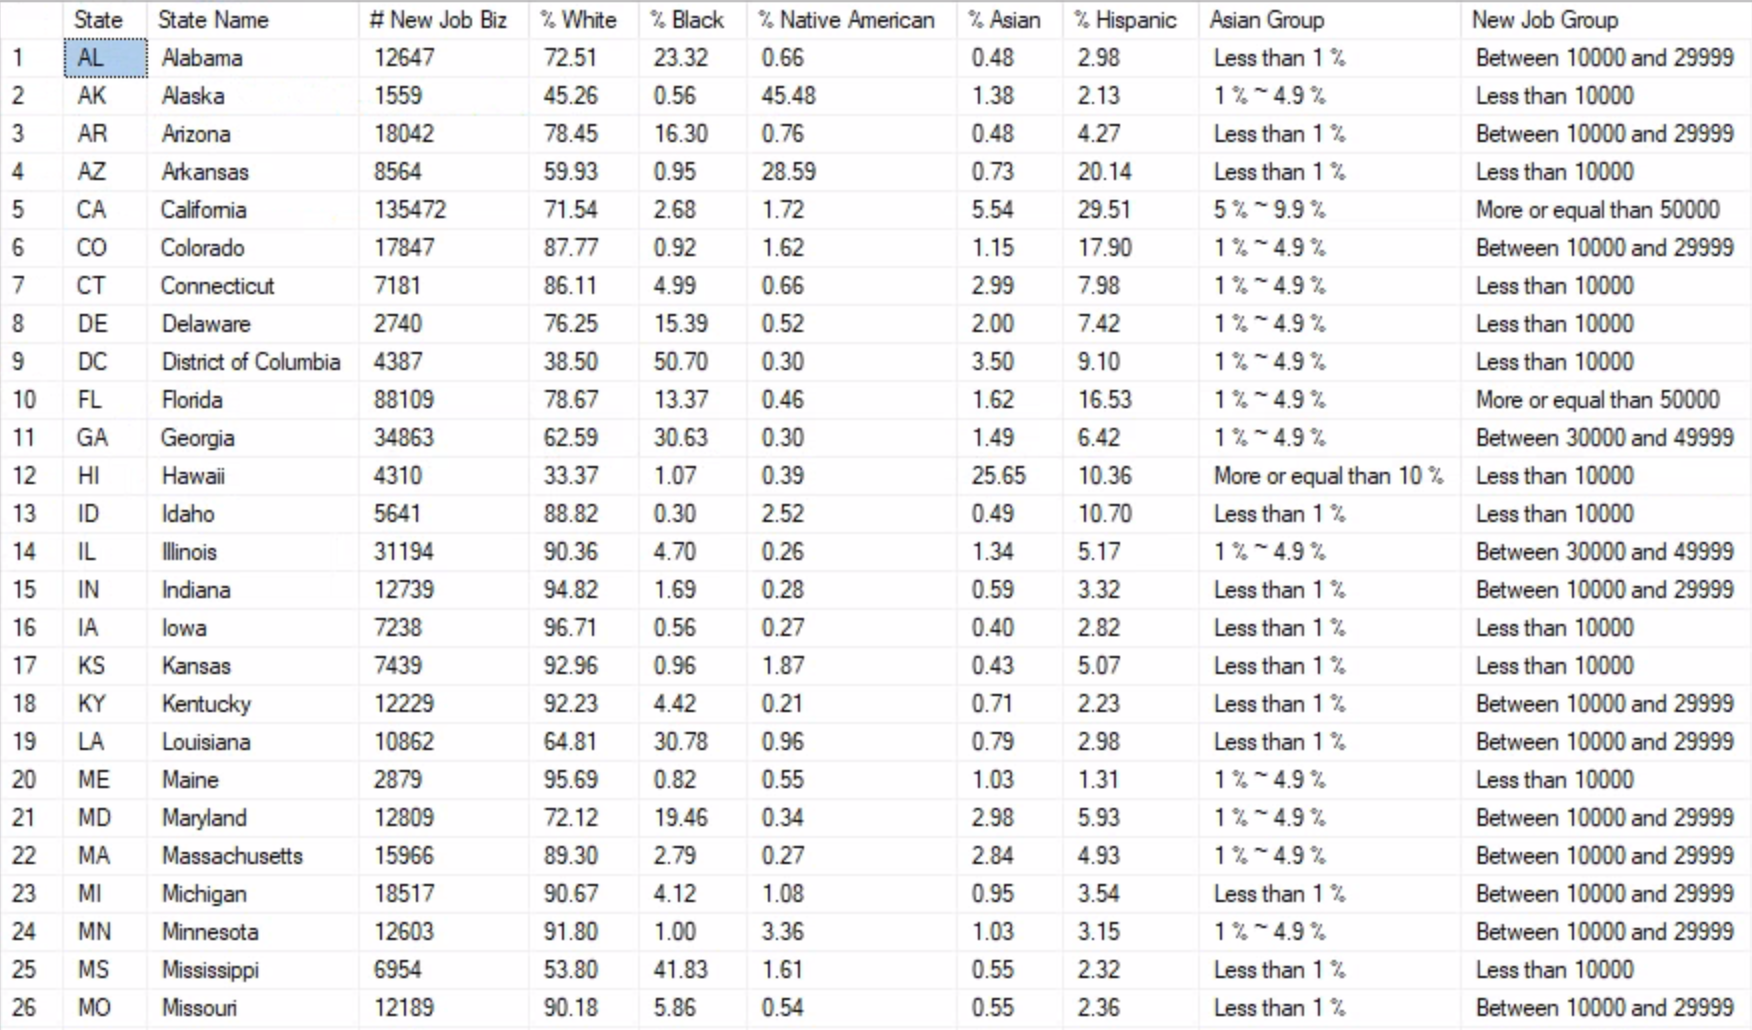 State State Name # New Job Biz % White % Black % Native American % Asian % Hispanic Asian Group New Job Group
1 AL Alabama 12647 72.51 23.32 0.66 0.48 2.98 Less than 1 % Between 10000 and 29999
2 AK Alaska 1559 45.26 0.56 45.48 1.38 2.13 1 % ~ 4.9 % Less than 10000
3 AR Arizona 18042 78.45 16.30 0.76 0.48 4.27 Less than 1 % Between 10000 and 29999
4 AZ Arkansas 8564 59.93 0.95 28.59 0.73 20.14 Less than 1 % Less than 10000
5 CA California 135472 71.54 2.68 1.72 5.54 29.51 5 % ~ 9.9 % More or equal than 50000
6 CO Colorado 17847 87.77 0.92 1.62 1.15 17.90 1 % ~ 4.9 % Between 10000 and 29999
7 CT Connecticut 7181 86.11 4.99 0.66 2.99 7.98 1 % ~ 4.9 % Less than 10000
8 DE Delaware 2740 76.25 15.39 0.52 2.00 7.42 1 % ~ 4.9 % Less than 10000
9 DC District of Columbia 4387 38.50 50.70 0.30 3.50 9.10 1 % ~ 4.9 % Less than 10000
10 FL Florida 88109 78.67 13.37 0.46 1.62 16.53 1 % ~ 4.9 % More or equal than 50000
11 GA Georgia 34863 62.59 30.63 0.30 1.49 6.42 1 % ~ 4.9 % Between 30000 and 49999
12 HI Hawaii 4310 33.37 1.07 0.39 25.65 10.36 More or equal than 10 % Less than 10000
13 ID Idaho 5641 88.82 0.30 2.52 0.49 10.70 Less than 1 % Less than 10000
14 IL Illinois 31194 90.36 4.70 0.26 1.34 5.17 1 % ~ 4.9 % Between 30000 and 49999
15 IN Indiana 12739 94.82 1.69 0.28 0.59 3.32 Less than 1 % Between 10000 and 29999
16 IA Iowa 7238 96.71 0.56 0.27 0.40 2.82 Less than 1 % Less than 10000
17 KS Kansas 7439 92.96 0.96 1.87 0.43 5.07 Less than 1 % Less than 10000
18 KY Kentucky 12229 92.23 4.42 0.21 0.71 2.23 Less than 1 % Between 10000 and 29999
19 LA Louisiana 10862 64.81 30.78 0.96 0.79 2.98 Less than 1 % Between 10000 and 29999
20 ME Maine 2879 95.69 0.82 0.55 1.03 1.31 1 % ~ 4.9 % Less than 10000
21 MD Maryland 12809 72.12 19.46 0.34 2.98 5.93 1 % ~ 4.9 % Between 10000 and 29999
22 MA Massachusetts 15966 89.30 2.79 0.27 2.84 4.93 1 % ~ 4.9 % Between 10000 and 29999
23 MI Michigan 18517 90.67 4.12 1.08 0.95 3.54 Less than 1 % Between 10000 and 29999
24 MN Minnesota 12603 91.80 1.00 3.36 1.03 3.15 1 % ~ 4.9 % Between 10000 and 29999
25 MS Mississippi 6954 53.80 41.83 1.61 0.55 2.32 Less than 1 % Less than 10000
26 MO Missouri 12189 90.18 5.86 0.54 0.55 2.36 Less than 1 % Between 10000 and 29999